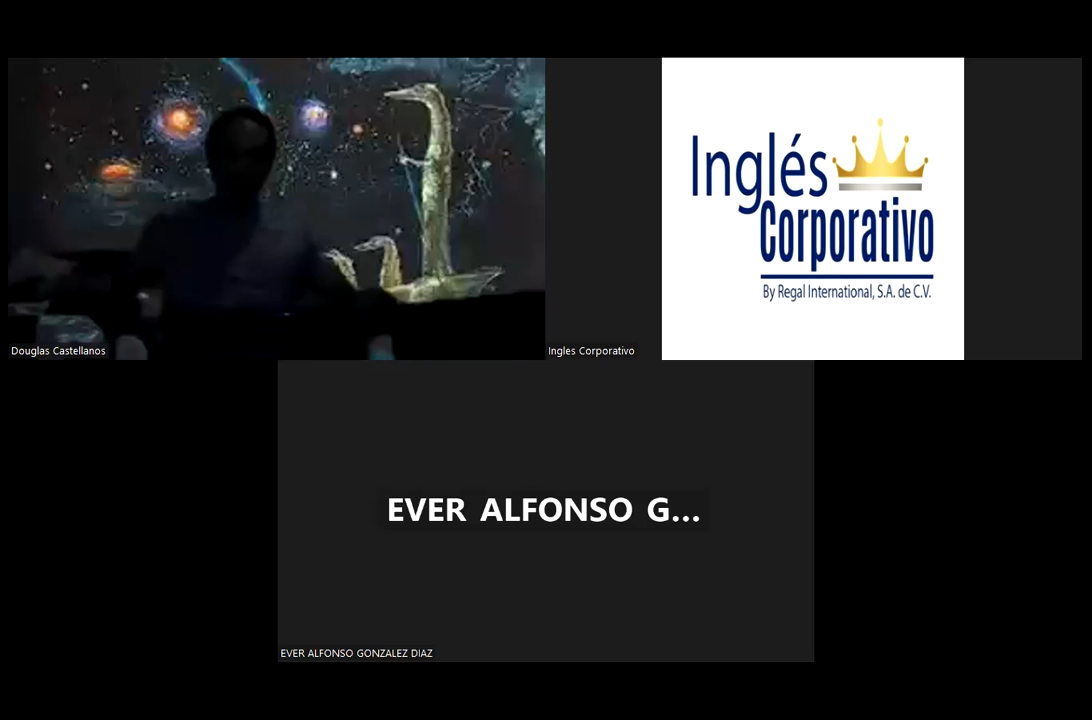 Inglés
Corporativo
By Regal International, S.A. de C.V.
Douglas Castellanos
Ingles Corporativo
EVER ALFONSO G...
EVER ALFONSO GONZALEZ DIAZ